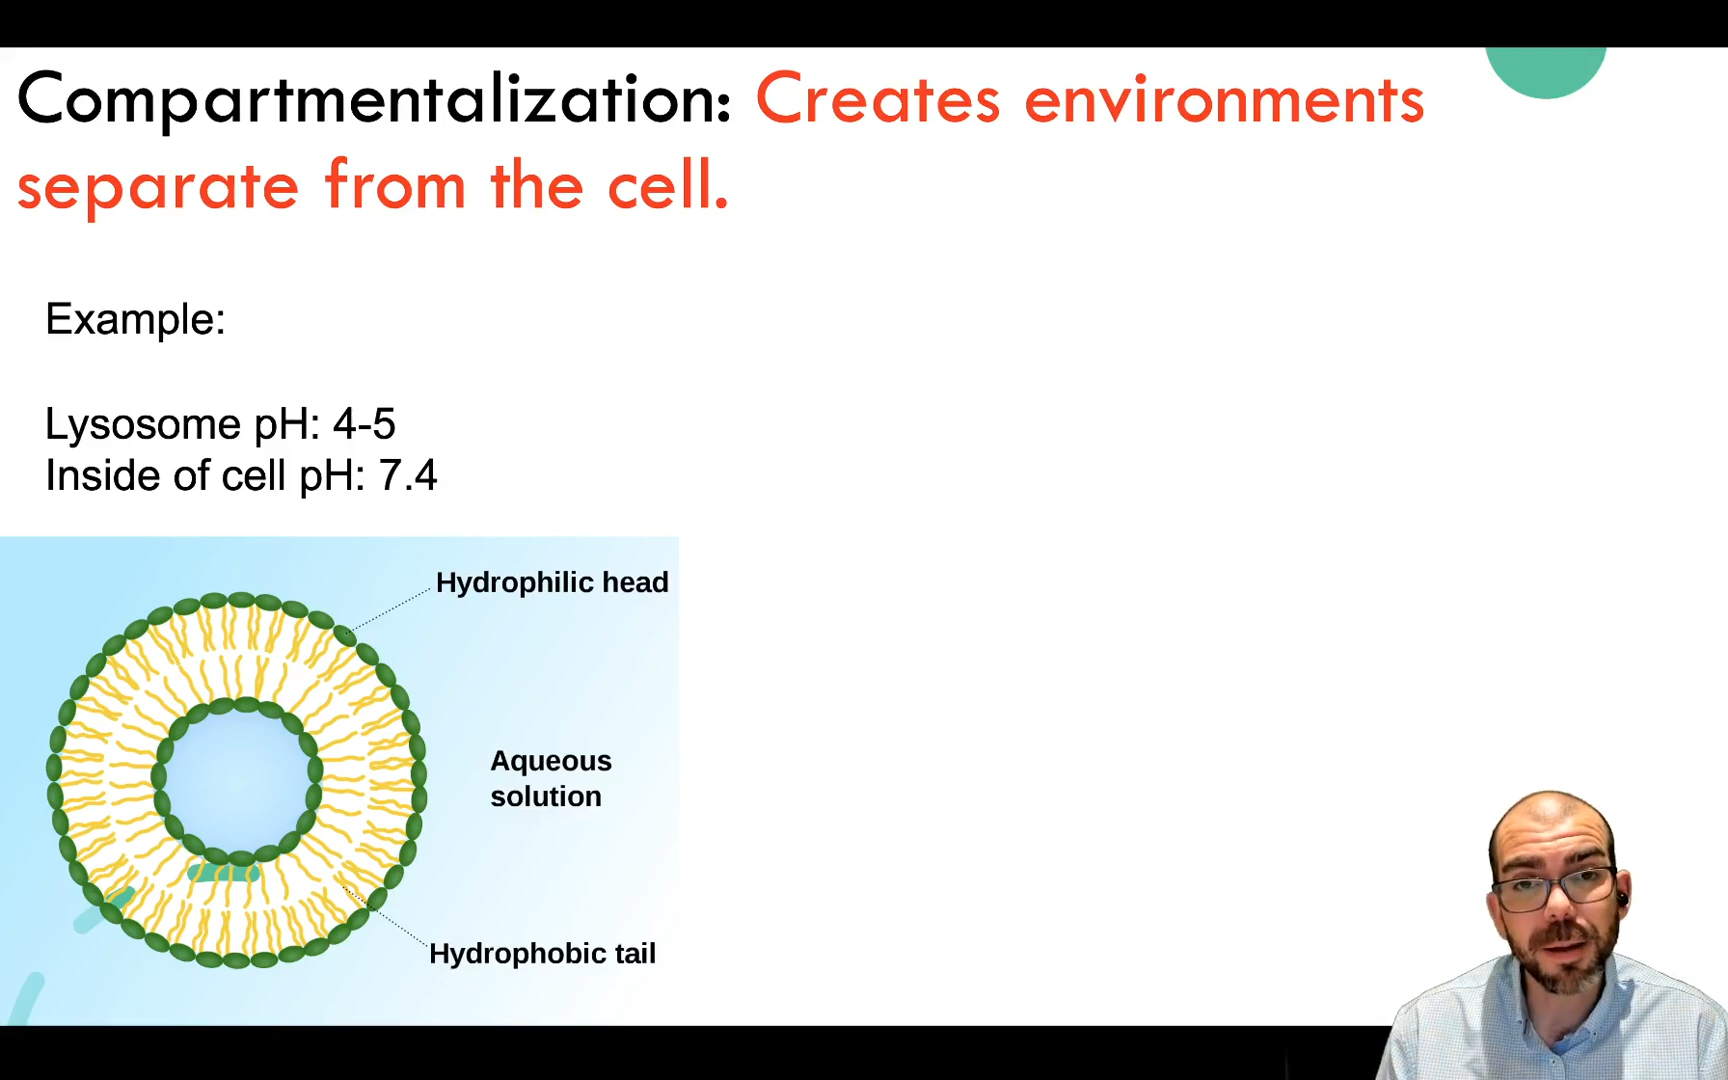 Compartmentalization: Creates environments
separate from the cell.
Example:
Lysosome pH: 4-5
Inside of cell pH: 7.4
Hydrophilic head
Aqueous
solution
Hydrophobic tail